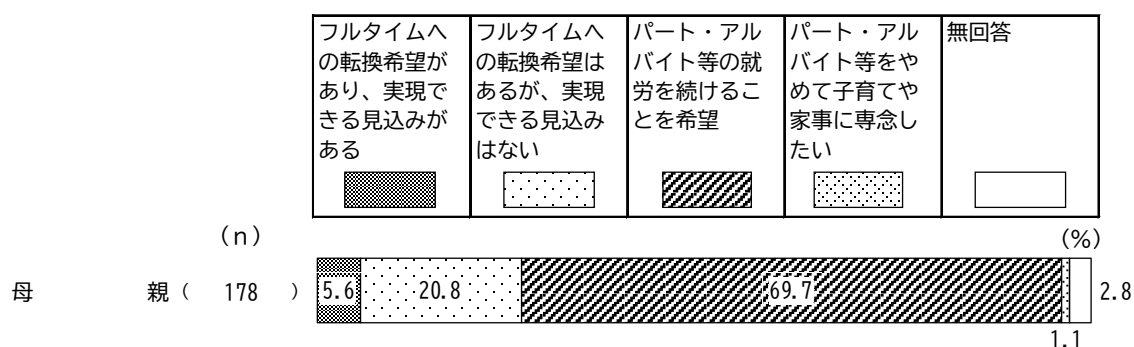 フルタイムへの転換希望があり、実現できる見込みがある
フルタイムへの転換希望はあるが、実現できる見込みはない
パート・アルバイト等の就労を続けることを希望
パート・アルバイト等をやめて子育てや家事に専念したい
無回答
(n)
(%)
母 親( 178 )
5.6
20.8
69.7
2.8
1.1